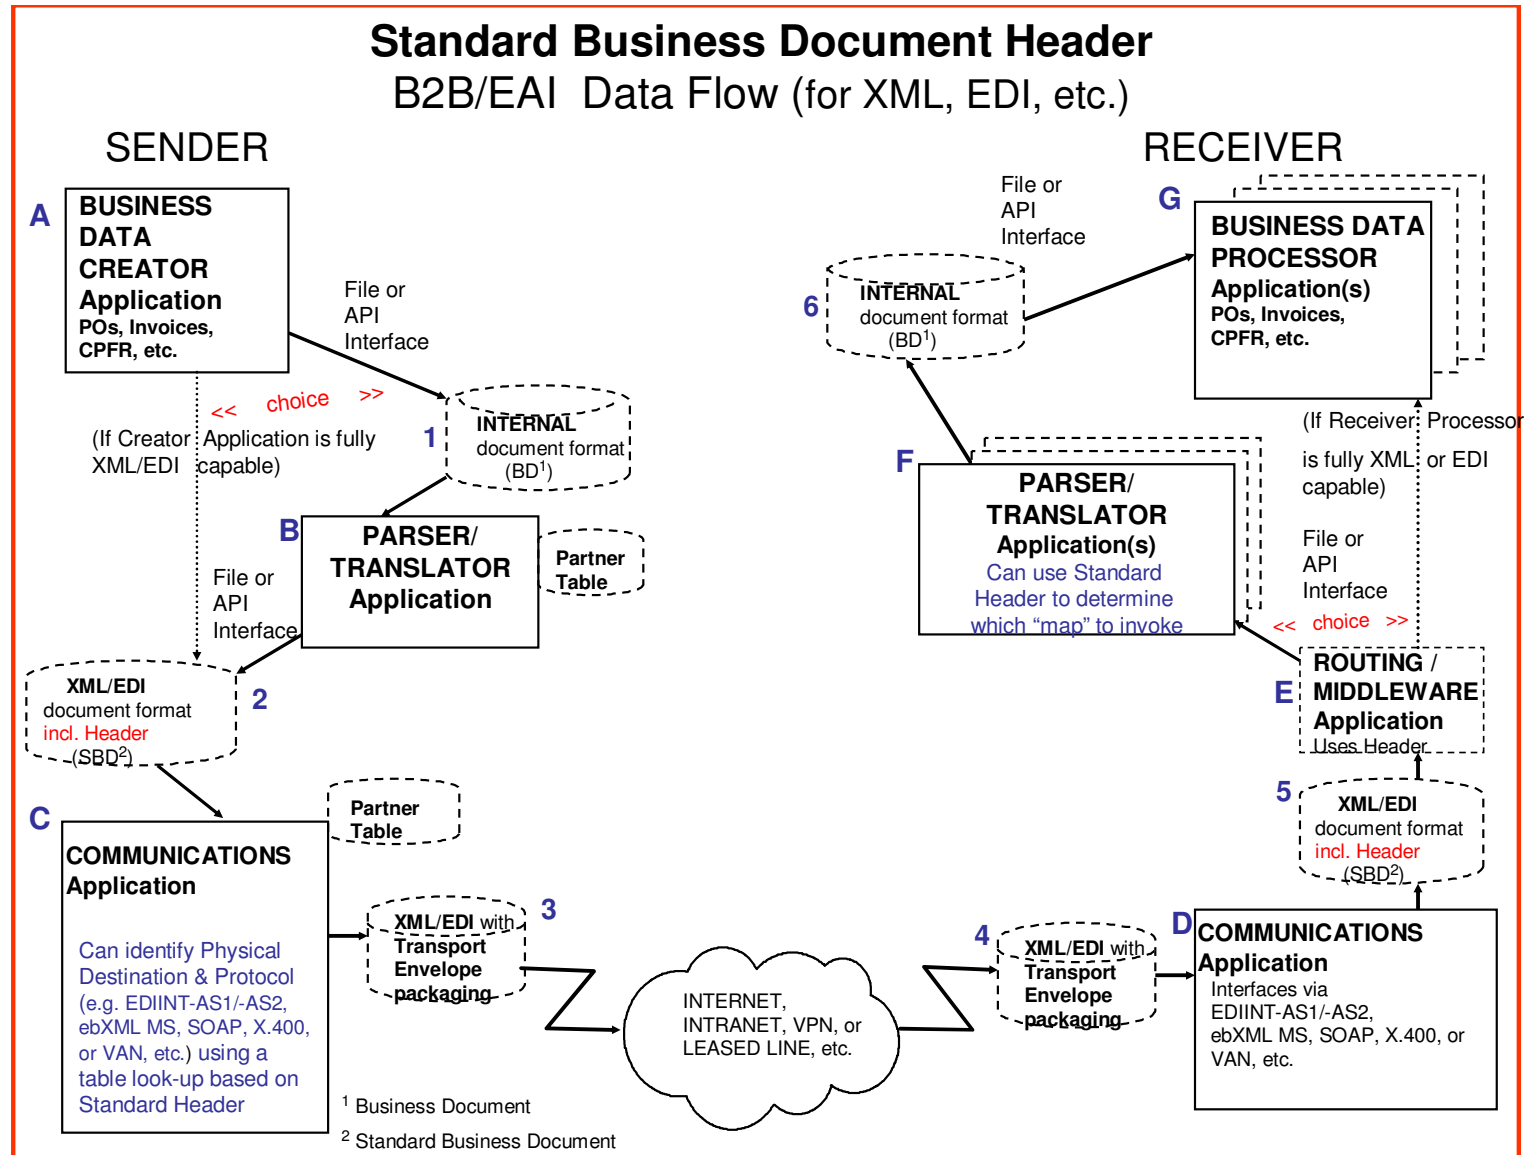 Standard Business Document Header
B2B/EAI Data Flow (for XML, EDI, etc.)
SENDER
RECEIVER
A
BUSINESS
DATA
CREATOR
Application
POs, Invoices,
CPFR, etc.
File or
API
Interface
<< choice >>
(If Creator Application is fully
XML/EDI capable)
1
INTERNAL
document format
(BD1)
B
PARSER/
TRANSLATOR
Application
Partner
Table
File or
API
Interface
XML/EDI
document format
incl. Header
(SBD2)
2
C
Partner
Table
COMMUNICATIONS
Application
Can identify Physical
Destination & Protocol
(e.g. EDIINT-AS1/-AS2,
ebXML MS, SOAP, X.400,
or VAN, etc.) using a
table look-up based on
Standard Header
3
XML/EDI with
Transport
Envelope
packaging
1 Business Document
2 Standard Business Document
INTERNET,
INTRANET, VPN, or
LEASED LINE, etc.
4
XML/EDI with
Transport
Envelope
packaging
D
COMMUNICATIONS
Application
Interfaces via
EDIINT-AS1/-AS2,
ebXML MS, SOAP, X.400, or
VAN, etc.
5
XML/EDI
document format
incl. Header
(SBD2)
E
ROUTING /
MIDDLEWARE
Application
Uses Header
<< choice >>
File or
API
Interface
(If Receiver Processor
is fully XML or EDI
capable)
F
PARSER/
TRANSLATOR
Application(s)
Can use Standard
Header to determine
which “map” to invoke
6
INTERNAL
document format
(BD1)
File or
API
Interface
G
BUSINESS DATA
PROCESSOR
Application(s)
POs, Invoices,
CPFR, etc.